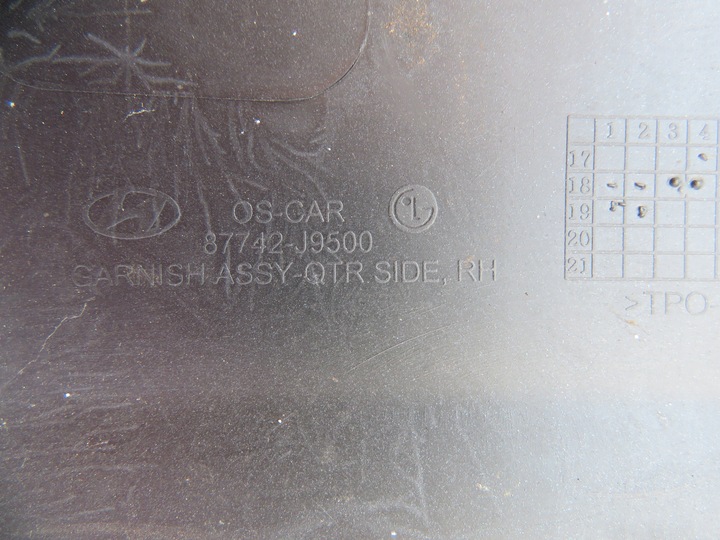 OS-CAR
87742-J9500
GARNISH ASSY-QTR SIDE, RH
1 2 3 4
17
18
19
20
21
>TPO-